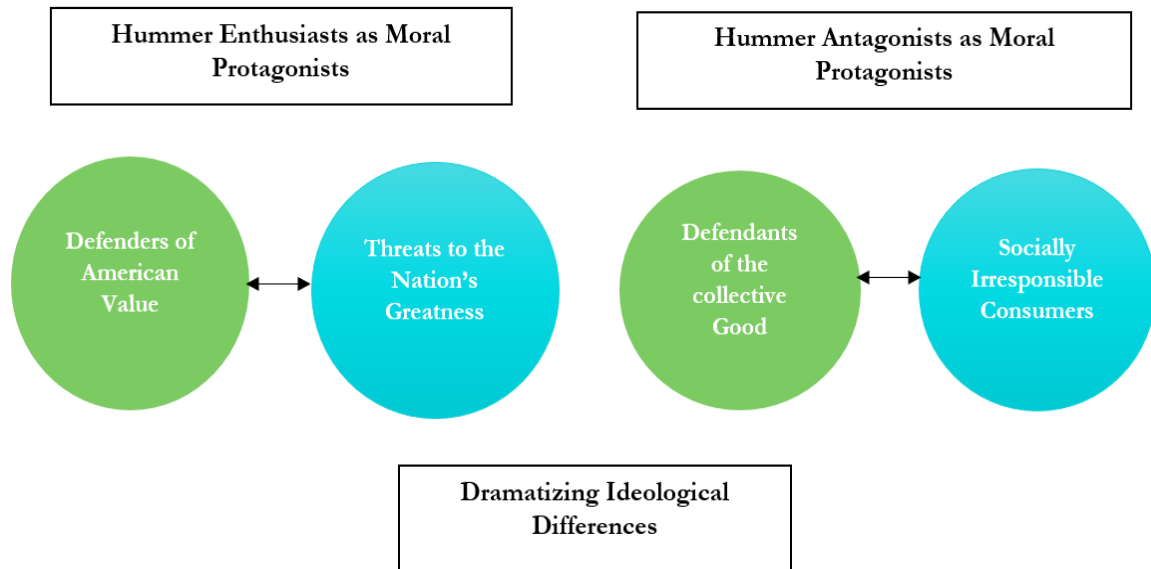 Hummer Enthusiasts as Moral
Protagonists
Hummer Antagonists as Moral
Protagonists
Defenders of
American
Value
Threats to the
Nation’s
Greatness
Defendants
of the
collective
Good
Socially
Irresponsible
Consumers
Dramatizing Ideological
Differences